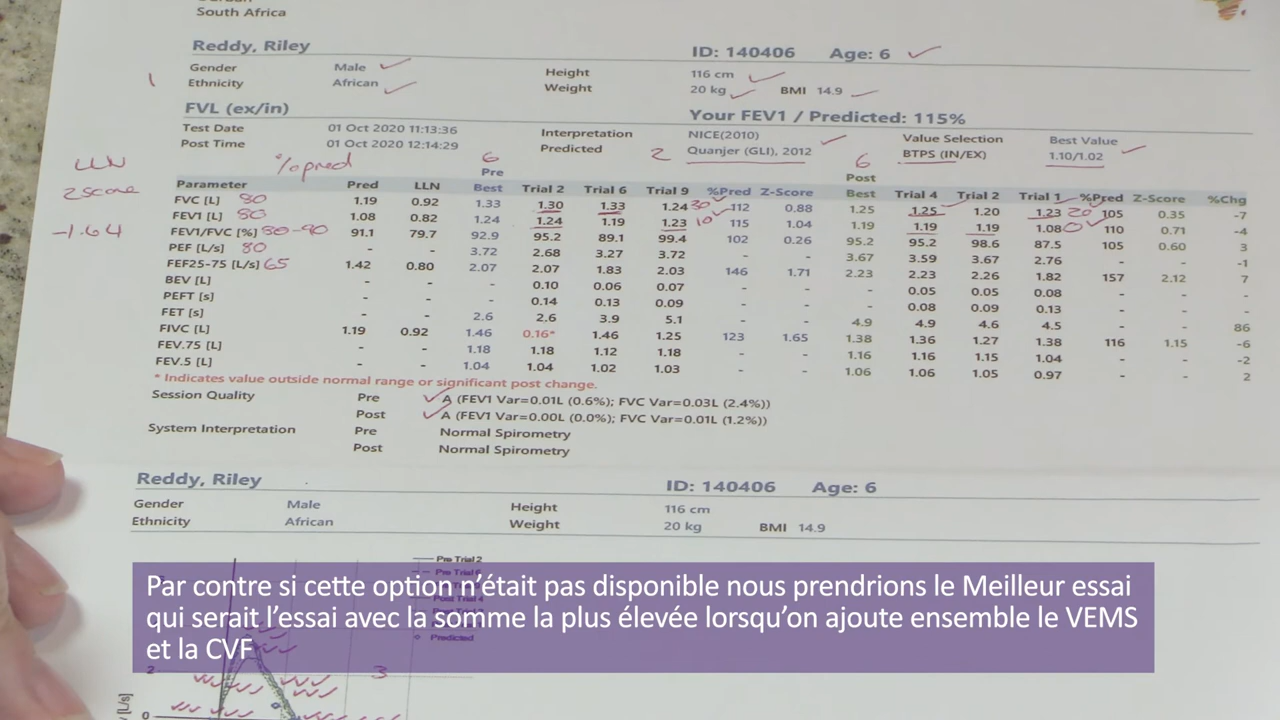 South Africa
Reddy, Riley ID: 140406 Age: 6
Gender Male Height 116 cm
Ethnicity African Weight 20 kg BMI 14.9
FVL (ex/in) Your FEV1 / Predicted: 115%
Test Date 01 Oct 2020 11:13:36 Interpretation NICE(2010) Value Selection Best Value
Post Time 01 Oct 2020 12:14:29 Predicted 2 Quanjer (GLI), 2012 BTPS (IN/EX) 1.10/1.02
LLN %pred 6 6
Pre Post
Parameter Pred LLN Best Trial 2 Trial 6 Trial 9 %Pred Z-Score Best Trial 4 Trial 2 Trial 1 %Pred Z-Score %Chg
zscore
FVC [L] 80 1.19 0.92 1.33 1.30 1.33 1.24 30 112 0.88 1.25 1.25 1.20 1.23 20 105 0.35 -7
FEV1 [L] 80 1.08 0.82 1.24 1.24 1.19 1.23 10 115 1.04 1.19 1.19 1.19 1.08 0 110 0.71 -4
-1.64 FEV1/FVC [%] 80-90 91.1 79.7 92.9 95.2 89.1 99.4 102 0.26 95.2 95.2 98.6 87.5 105 0.60 3
PEF [L/s] 80 - - 3.72 2.68 3.27 3.72 - - 3.67 3.59 3.67 2.76 - - -1
FEF25-75 [L/s] 65 1.42 0.80 2.07 2.07 1.83 2.03 146 1.71 2.23 2.23 2.26 1.82 157 2.12 7
BEV [L] - - - 0.10 0.06 0.07 - - - 0.05 0.05 0.08 - - -
PEFT [s] - - - 0.14 0.13 0.09 - - - 0.08 0.09 0.13 - - -
FET [s] - - 2.6 2.6 3.9 5.1 - - 4.9 4.9 4.6 4.5 - - 86
FIVC [L] 1.19 0.92 1.46 0.16* 1.46 1.25 123 1.65 1.38 1.36 1.27 1.38 116 1.15 -6
FEV.75 [L] - - 1.18 1.18 1.12 1.18 - - 1.16 1.16 1.15 1.04 - - -2
FEV.5 [L] - - 1.04 1.04 1.02 1.03 - - 1.06 1.06 1.05 0.97 - - 2
* Indicates value outside normal range or significant post change.
Session Quality Pre A (FEV1 Var=0.01L (0.6%); FVC Var=0.03L (2.4%))
Post A (FEV1 Var=0.00L (0.0%); FVC Var=0.01L (1.2%))
System Interpretation Pre Normal Spirometry
Post Normal Spirometry
Reddy, Riley ID: 140406 Age: 6
Gender Male Height 116 cm
Ethnicity African Weight 20 kg BMI 14.9
Pre Trial 2
Par contre si cette option n'était pas disponible nous prendrions le Meilleur essai
qui serait l'essai avec la somme la plus élevée lorsqu'on ajoute ensemble le VEMS
et la CVF
Predicted
2 3
[L/s]
0